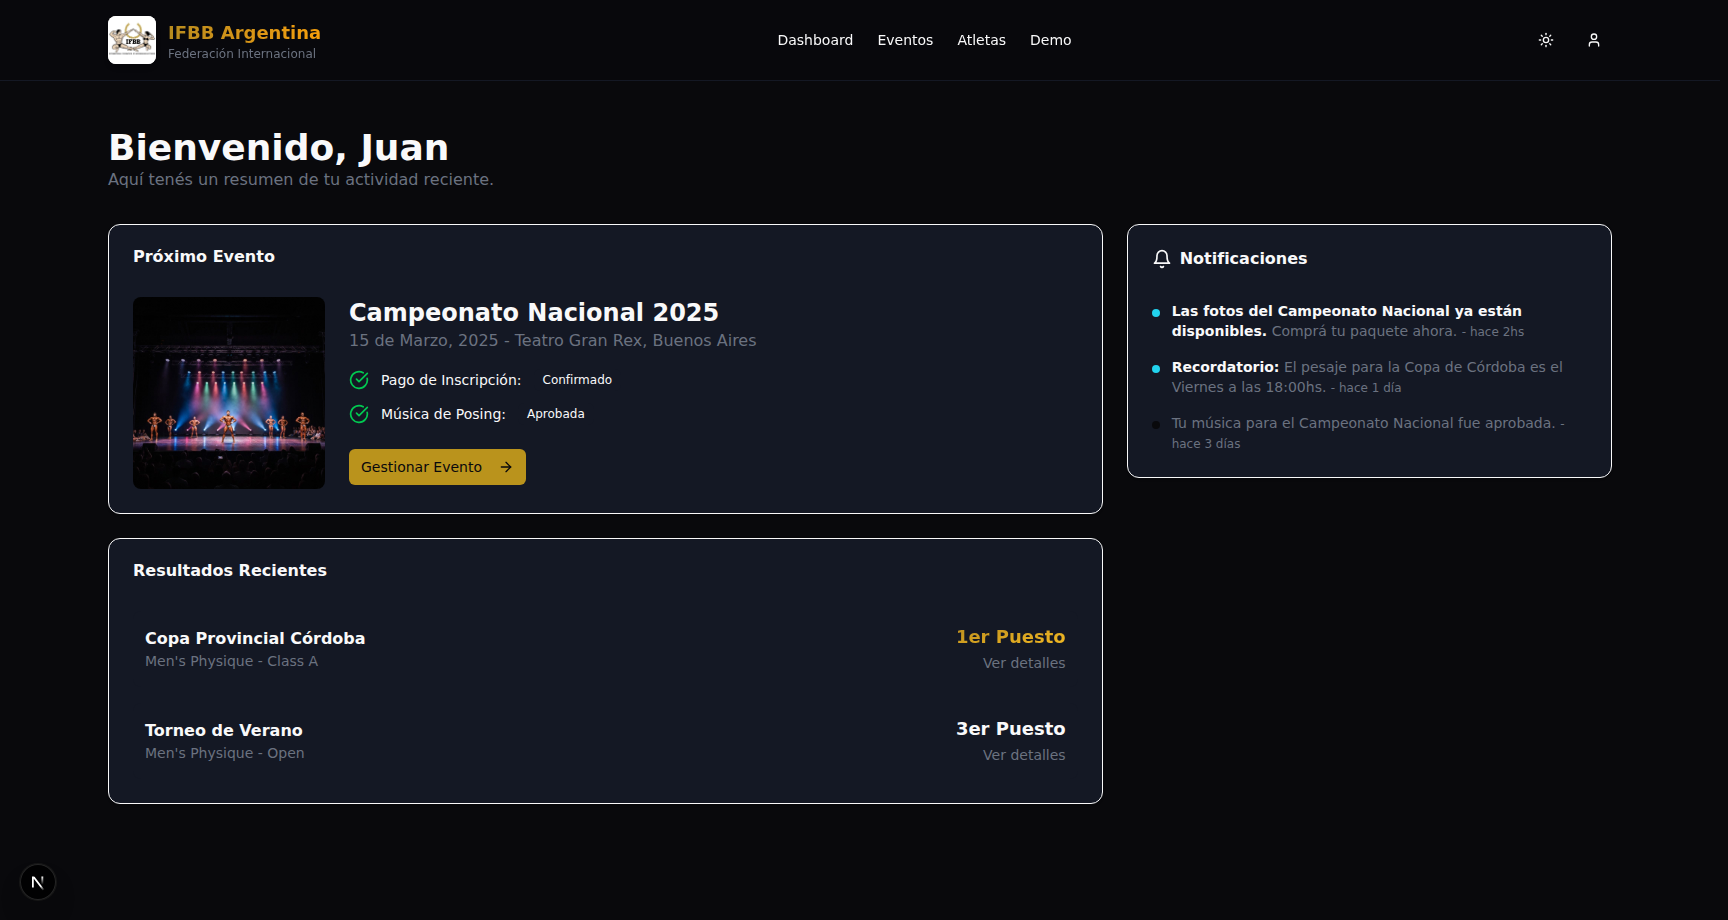 IFBB
IFBB Argentina
Federación Internacional
Dashboard
Eventos
Atletas
Demo
Bienvenido, Juan
Aquí tenés un resumen de tu actividad reciente.
Próximo Evento
Campeonato Nacional 2025
15 de Marzo, 2025 - Teatro Gran Rex, Buenos Aires
Pago de Inscripción: Confirmado
Música de Posing: Aprobada
Gestionar Evento
Notificaciones
Las fotos del Campeonato Nacional ya están
disponibles. Comprá tu paquete ahora. - hace 2hs
Recordatorio: El pesaje para la Copa de Córdoba es el
Viernes a las 18:00hs. - hace 1 día
Tu música para el Campeonato Nacional fue aprobada. -
hace 3 días
Resultados Recientes
Copa Provincial Córdoba
Men's Physique - Class A
1er Puesto
Ver detalles
Torneo de Verano
Men's Physique - Open
3er Puesto
Ver detalles
N